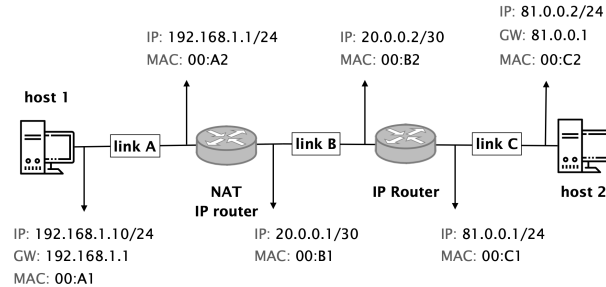 IP: 81.0.0.2/24
GW: 81.0.0.1
MAC: 00:C2
IP: 192.168.1.1/24
MAC: 00:A2
IP: 20.0.0.2/30
MAC: 00:B2
host 1
link A
link B
link C
NAT
IP router
IP Router
host 2
IP: 192.168.1.10/24
GW: 192.168.1.1
MAC: 00:A1
IP: 20.0.0.1/30
MAC: 00:B1
IP: 81.0.0.1/24
MAC: 00:C1